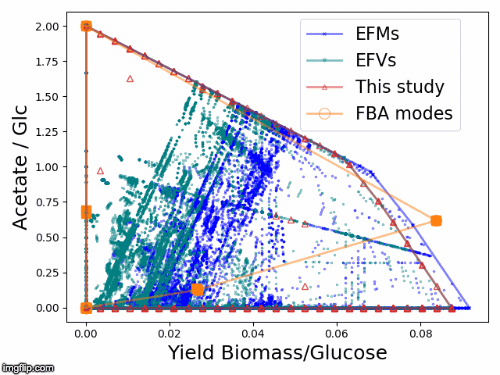 2.00
1.75
1.50
1.25
1.00
0.75
0.50
0.25
0.00
Acetate / Glc
EFMs
EFVs
This study
FBA modes
0.00 0.02 0.04 0.06 0.08
Yield Biomass/Glucose
imgflip.com